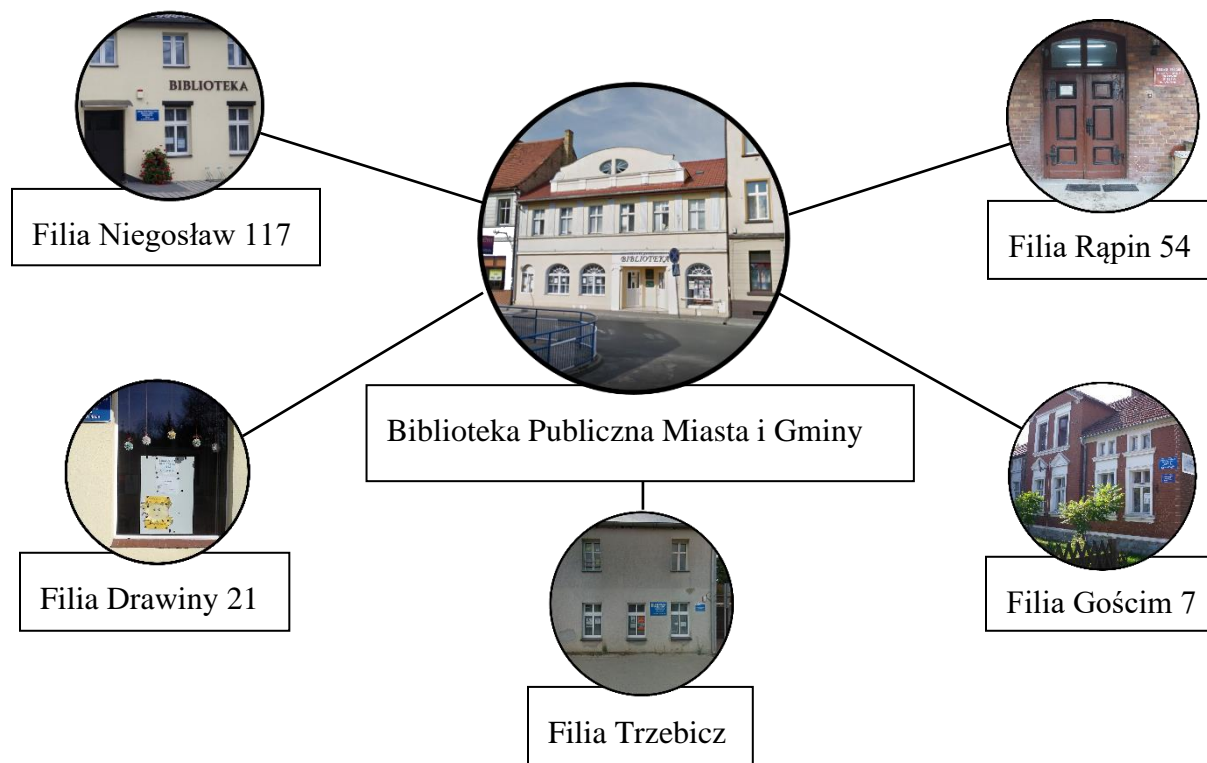 BIBLIOTEKA
Filia Niegosław 117
BIBLIOTEKA
Biblioteka Publiczna Miasta i Gminy
Filia Rąpin 54
Filia Drawiny 21
Filia Gościm 7
Filia Trzebicz